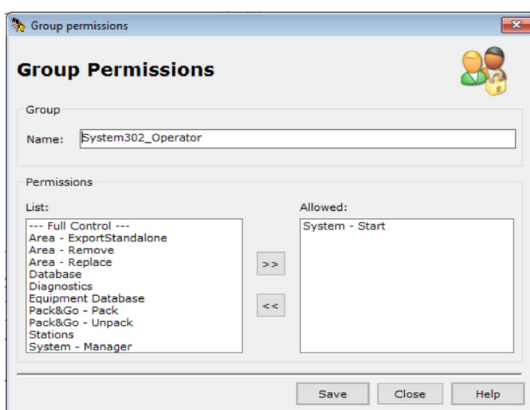 Group permissions
Group Permissions
Group
Name: System302_Operator
Permissions
List:
--- Full Control ---
Area - ExportStandalone
Area - Remove
Area - Replace
Database
Diagnostics
Equipment Database
Pack&Go - Pack
Pack&Go - Unpack
Stations
System - Manager
>>
<<
Allowed:
System - Start
Save Close Help